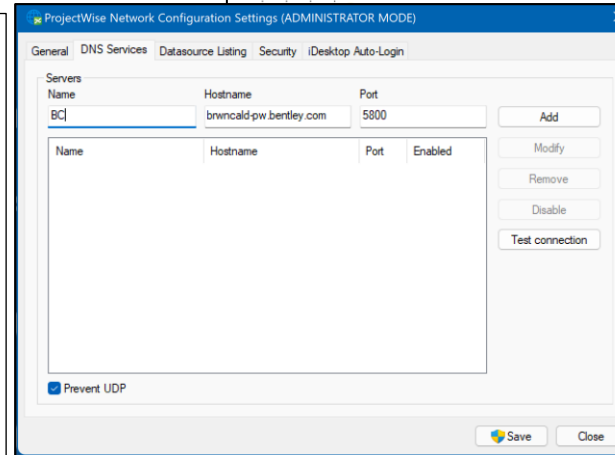 ProjectWise Network Configuration Settings (ADMINISTRATOR MODE)
General DNS Services Datasource Listing Security iDesktop Auto-Login
Servers
Name Hostname Port
BC brwncald-pw.bentley.com 5800 Add
Name Hostname Port Enabled Modify
Remove
Disable
Test connection
Prevent UDP
Save Close